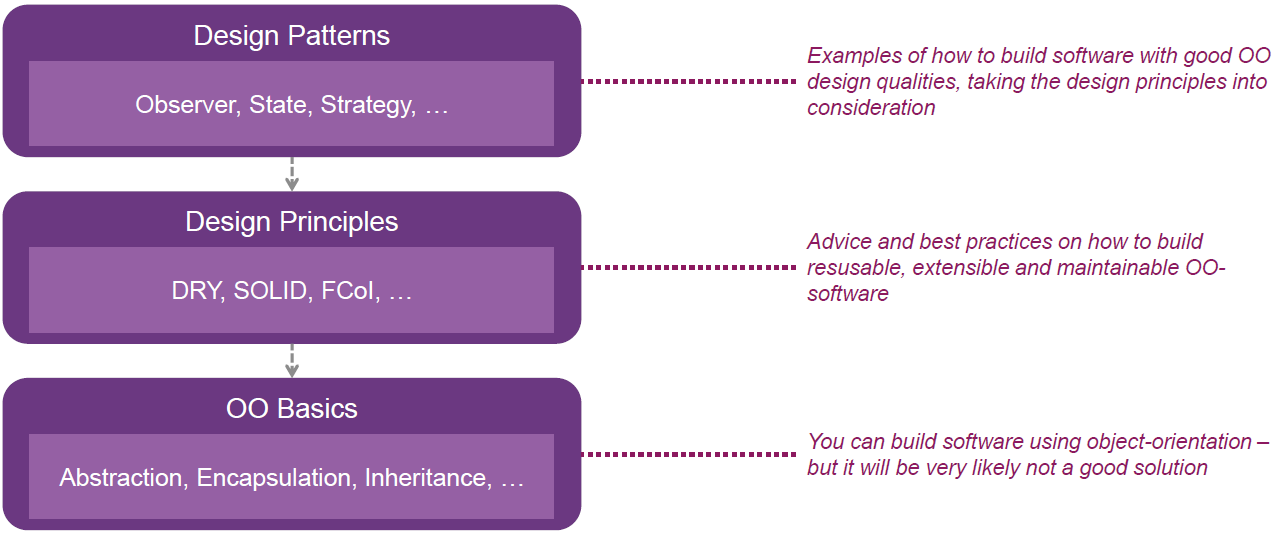 Design Patterns
Observer, State, Strategy, …
Examples of how to build software with good OO
design qualities, taking the design principles into
consideration
Design Principles
DRY, SOLID, FCoI, …
Advice and best practices on how to build
resusable, extensible and maintainable OO-
software
OO Basics
Abstraction, Encapsulation, Inheritance, …
You can build software using object-orientation –
but it will be very likely not a good solution